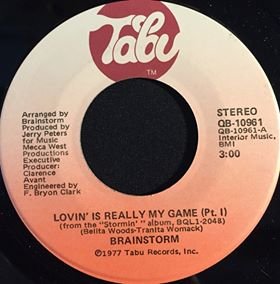 Tabu
TM
Arranged by
Brainstorm
Produced by
Jerry Peters
for Music
Mecca West
Productions
Executive
Producer:
Clarence
Avant
Engineered by
F. Bryon Clark
STEREO
QB-10961
QB-10961-A
Interior Music,
BMI
3:00
LOVIN' IS REALLY MY GAME (Pt. I)
(from the "Stormin' " album, BQL1-2048)
(Belita Woods-Tranita Womack)
BRAINSTORM
©1977 Tabu Records, Inc.